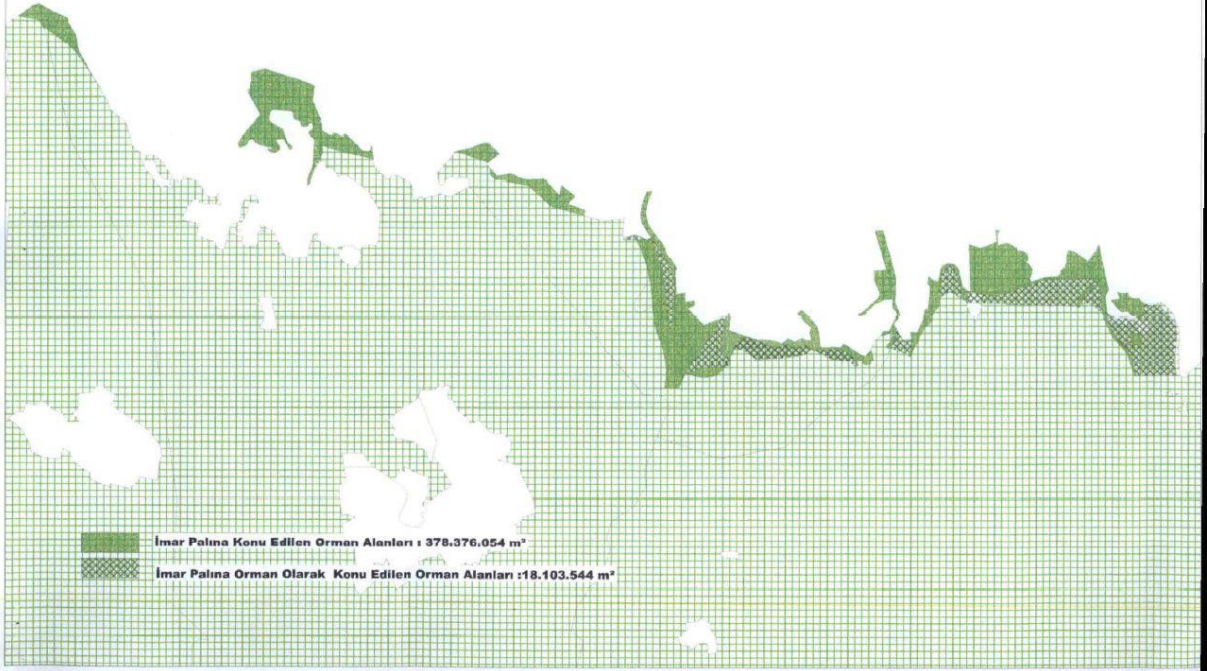 İmar Palına Konu Edilen Orman Alanları : 378.376.054 m²
İmar Palına Orman Olarak Konu Edilen Orman Alanları :18.103.544 m²